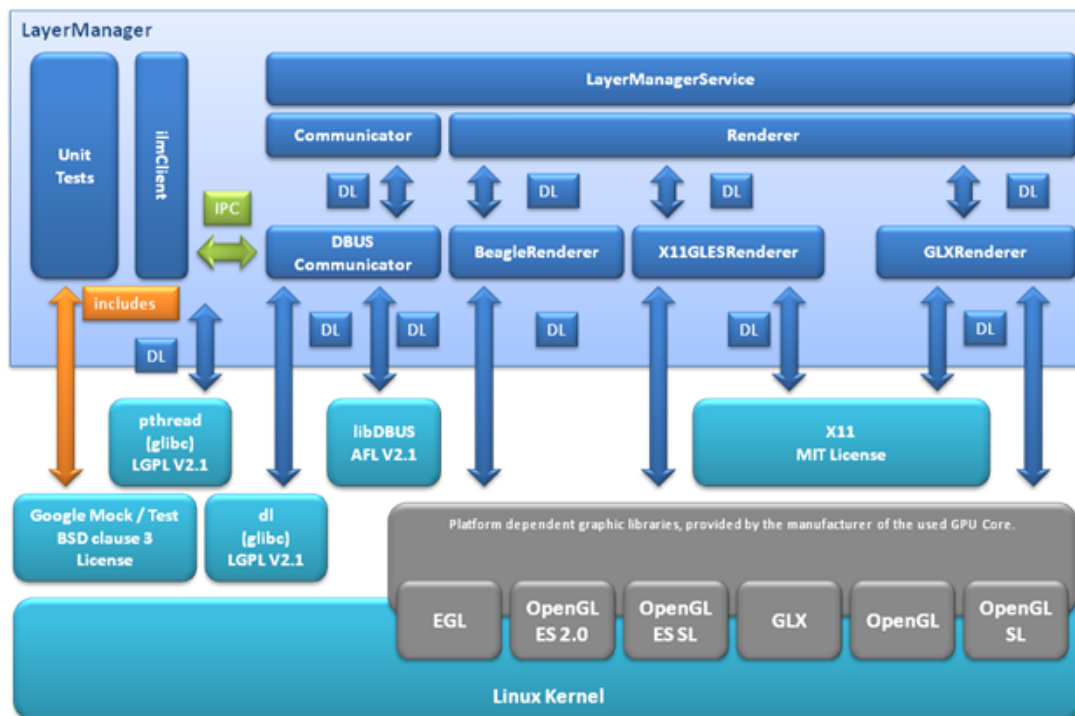 LayerManager
LayerManagerService
Unit
Tests
ilmClient
Communicator
Renderer
DL
DL
DL
DL
IPC
DBUS
Communicator
BeagleRenderer
X11GLESRenderer
GLXRenderer
includes
DL
DL
DL
DL
DL
DL
pthread
(glibc)
LGPL V2.1
libDBUS
AFL V2.1
X11
MIT License
Google Mock / Test
BSD clause 3
License
dl
(glibc)
LGPL V2.1
Platform dependent graphic libraries, provided by the manufacturer of the used GPU Core.
EGL
OpenGL
ES 2.0
OpenGL
ES SL
GLX
OpenGL
OpenGL
SL
Linux Kernel